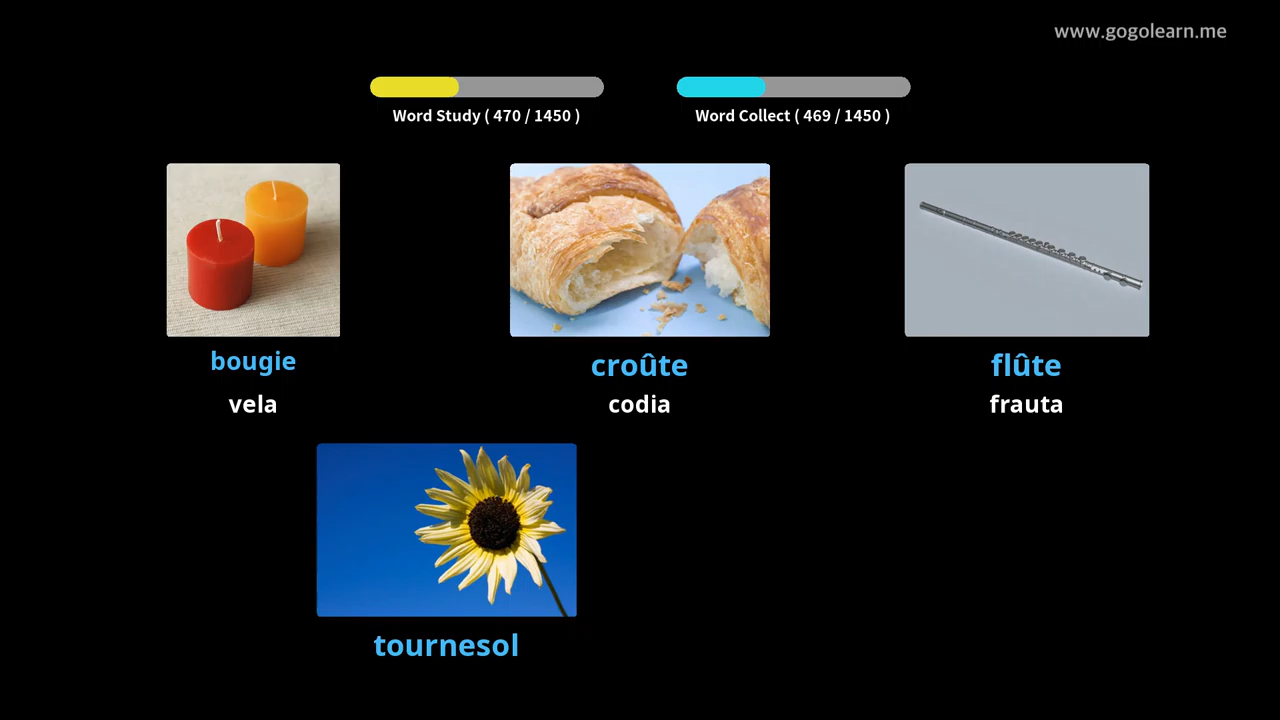 www.gogolearn.me
Word Study ( 470 / 1450 )
Word Collect ( 469 / 1450 )
bougie
vela
croûte
codia
flûte
frauta
tournesol